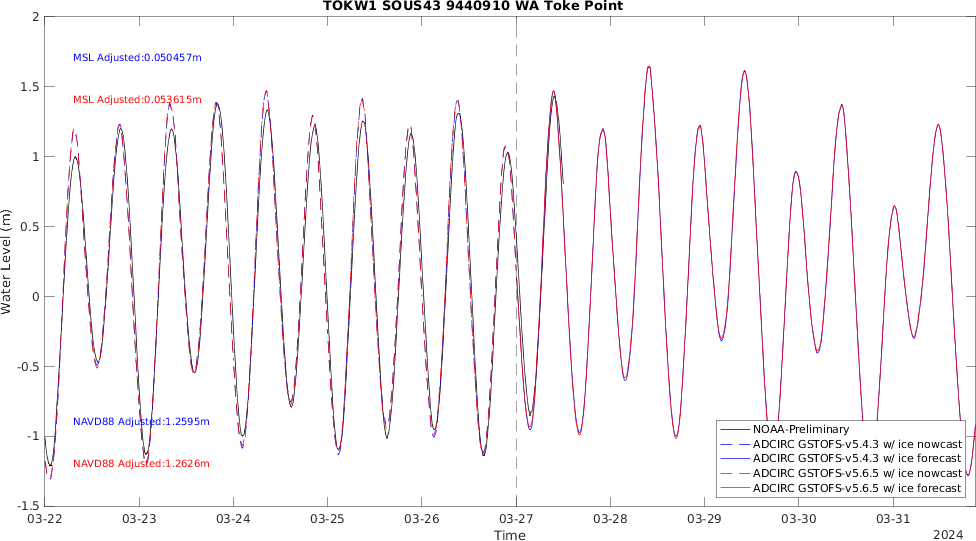 TOKW1 SOUS43 9440910 WA Toke Point
2
1.5
1
0.5
0
-0.5
-1
-1.5
Water Level (m)
MSL Adjusted:0.050457m
MSL Adjusted:0.053615m
NAVD88 Adjusted:1.2595m
NAVD88 Adjusted:1.2626m
NOAA-Preliminary
ADCIRC GSTOFS-v5.4.3 w/ ice nowcast
ADCIRC GSTOFS-v5.4.3 w/ ice forecast
ADCIRC GSTOFS-v5.6.5 w/ ice nowcast
ADCIRC GSTOFS-v5.6.5 w/ ice forecast
03-22 03-23 03-24 03-25 03-26 03-27 03-28 03-29 03-30 03-31
Time
2024